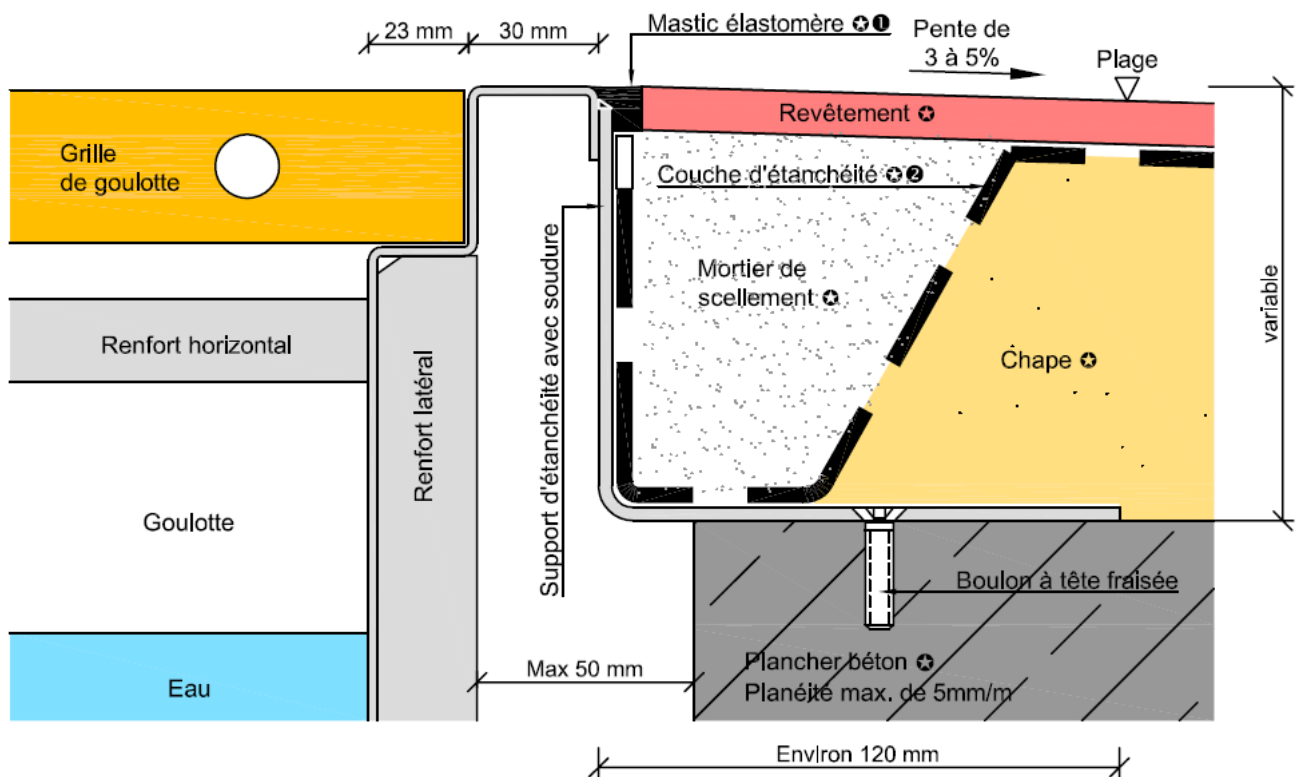 23 mm
30 mm
Mastic élastomère ✪❶
Pente de
3 à 5%
Plage
Revêtement ✪
Grille
de goulotte
Couche d'étanchéité ✪❷
Support d'étanchéité avec soudure
Mortier de
scellement ✪
variable
Renfort horizontal
Renfort latéral
Chape ✪
Goulotte
Boulon à tête fraisée
Max 50 mm
Plancher béton ✪
Planéité max. de 5mm/m
Eau
Environ 120 mm